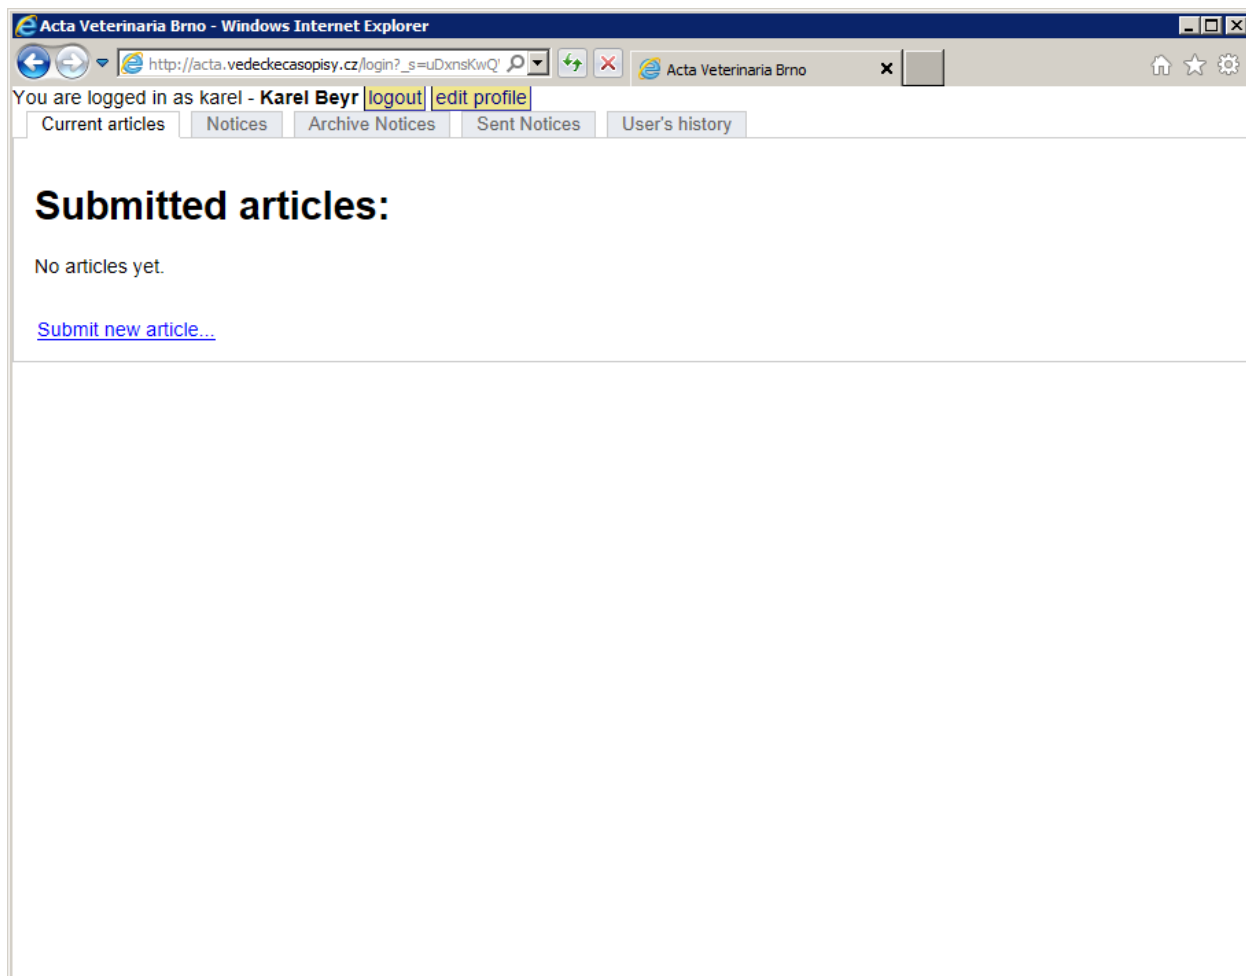 Acta Veterinaria Brno - Windows Internet Explorer
http://acta.vedeckecasopisy.cz/login?_s=uDxnsKwQ' Acta Veterinaria Brno
You are logged in as karel - Karel Beyr logout edit profile
Current articles Notices Archive Notices Sent Notices User's history
Submitted articles:
No articles yet.
Submit new article...